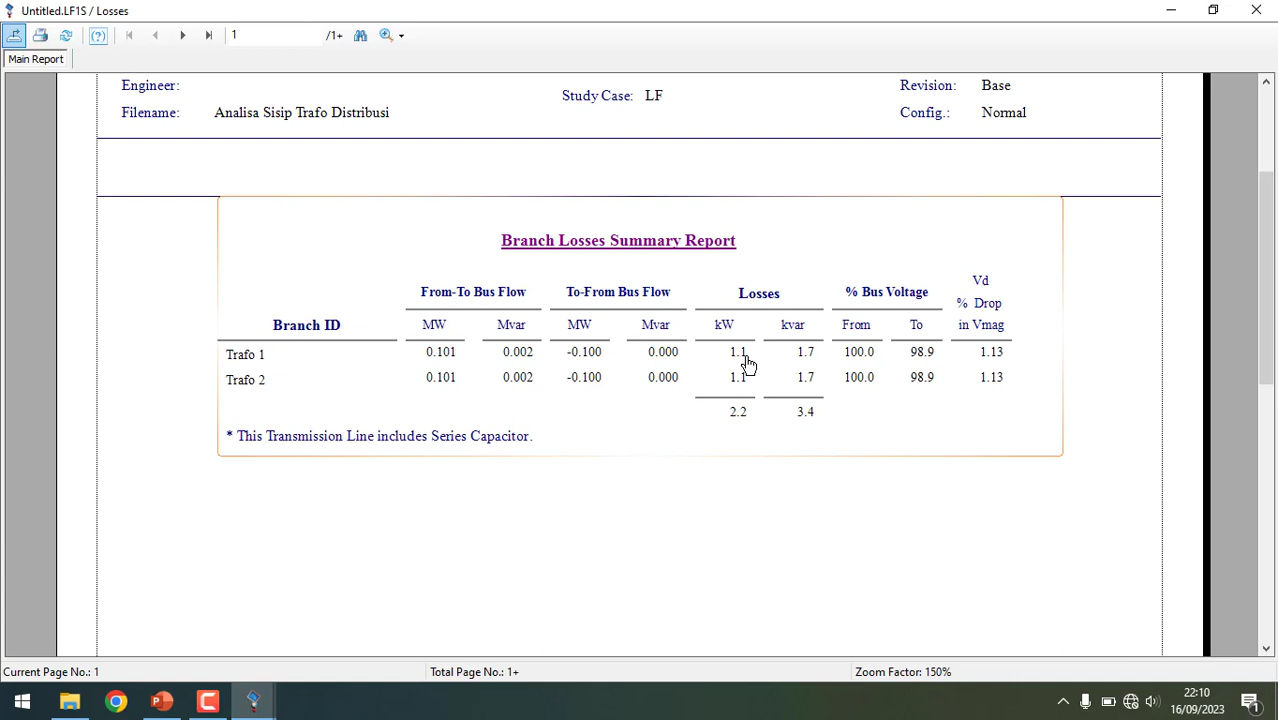 Untitled.LF1S / Losses
1 /1+
Main Report
Engineer: Study Case: LF Revision: Base
Filename: Analisa Sisip Trafo Distribusi Config.: Normal
Branch Losses Summary Report
From-To Bus Flow To-From Bus Flow Losses % Bus Voltage Vd % Drop in Vmag
Branch ID MW Mvar MW Mvar kW kvar From To
Trafo 1 0.101 0.002 -0.100 0.000 1.1 1.7 100.0 98.9 1.13
Trafo 2 0.101 0.002 -0.100 0.000 1.1 1.7 100.0 98.9 1.13
2.2 3.4
* This Transmission Line includes Series Capacitor.
Current Page No.: 1 Total Page No.: 1+ Zoom Factor: 150%
22:10
16/09/2023